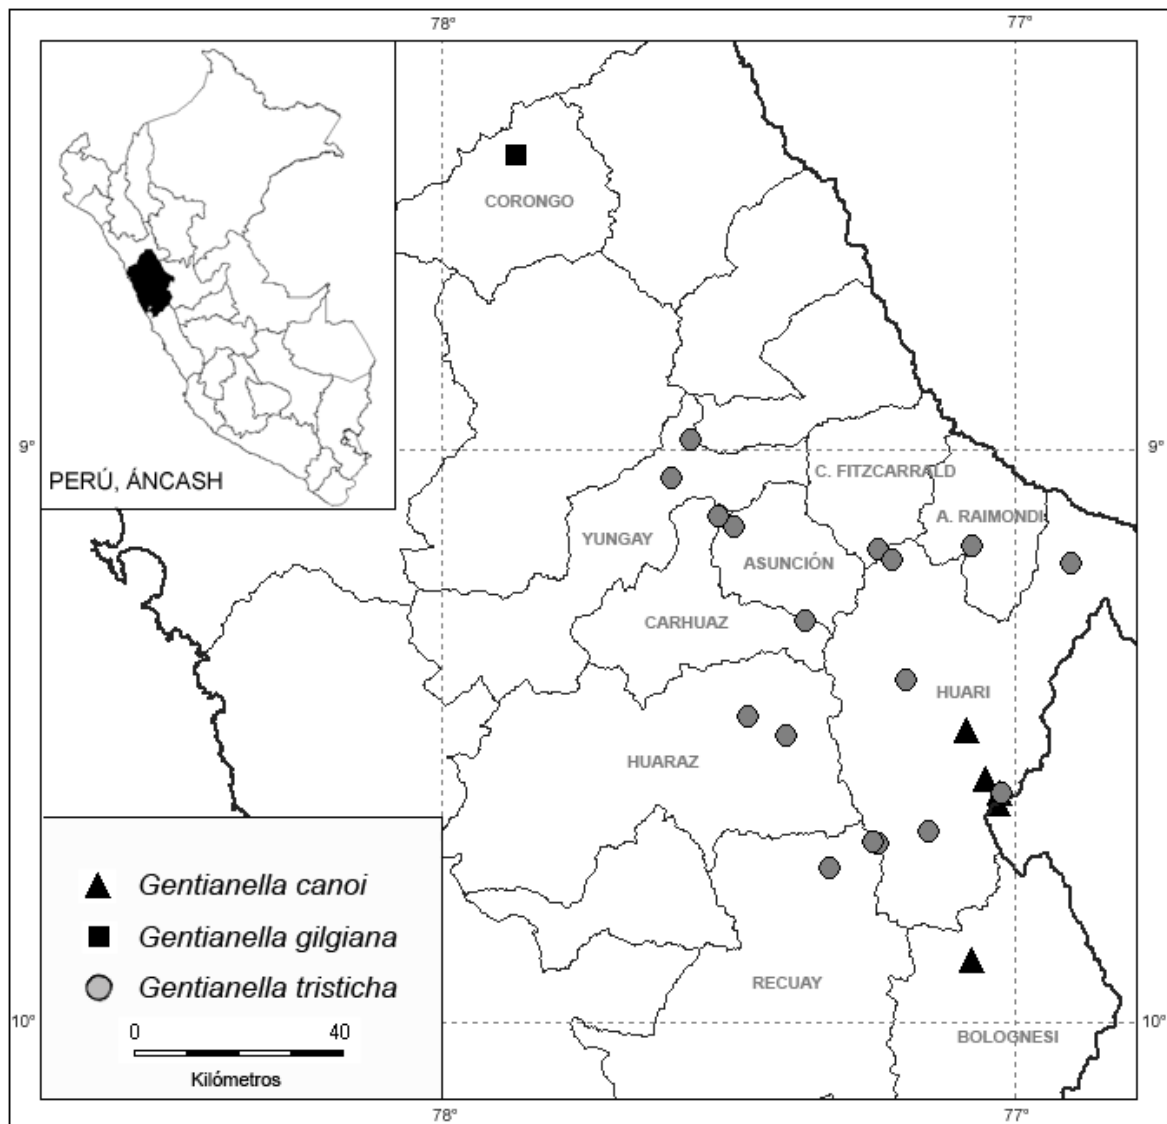 78°
77°
PERÚ, ÁNCASH
CORONGO
9°
9°
C. FITZCARRALD
A. RAIMONDI
YUNGAY
ASUNCIÓN
CARHUAZ
HUARI
HUARAZ
Gentianella canoi
Gentianella gilgiana
Gentianella tristicha
RECUAY
10°
10°
BOLOGNESI
0 40
Kilómetros
78°
77°